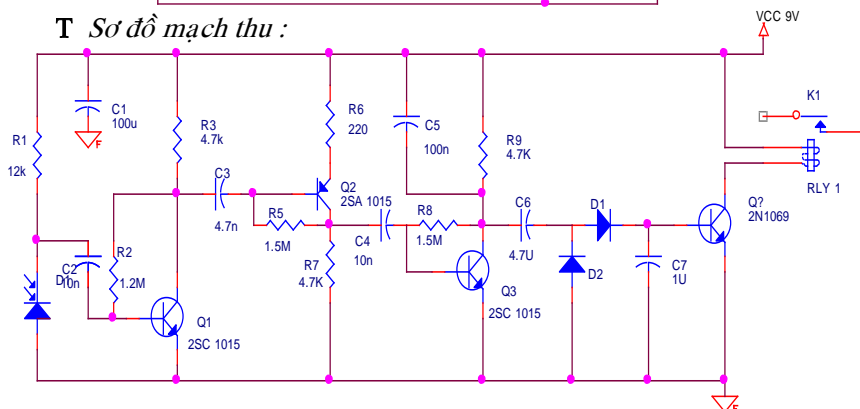 T Sơ đồ mạch thu :
VCC 9V
C1
100u
F
R1
12k
R3
4.7k
R6
220
C5
100n
R9
4.7K
K1
RLY 1
C3
4.7n
Q2
2SA 1015
R5
1.5M
C4
10n
R8
1.5M
C6
4.7U
D1
Q?
2N1069
C2
10n
D1
R2
1.2M
R7
4.7K
D2
C7
1U
Q1
2SC 1015
Q3
2SC 1015
F